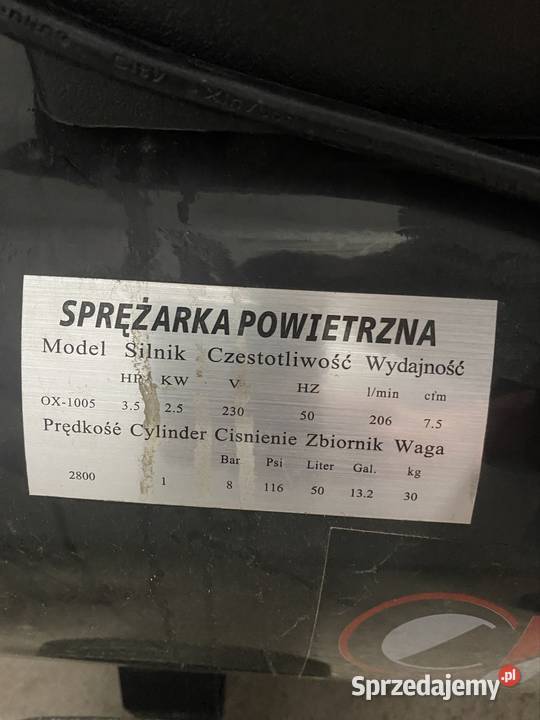 SPRĘŻARKA POWIETRZNA
Model Silnik Czestotliwość Wydajność
HP KW V HZ l/min cfm
OX-1005 3.5 2.5 230 50 206 7.5
Prędkość Cylinder Cisnienie Zbiornik Waga
Bar Psi Liter Gal. kg
2800 1 8 116 50 13.2 30
Sprzedajemy.pl